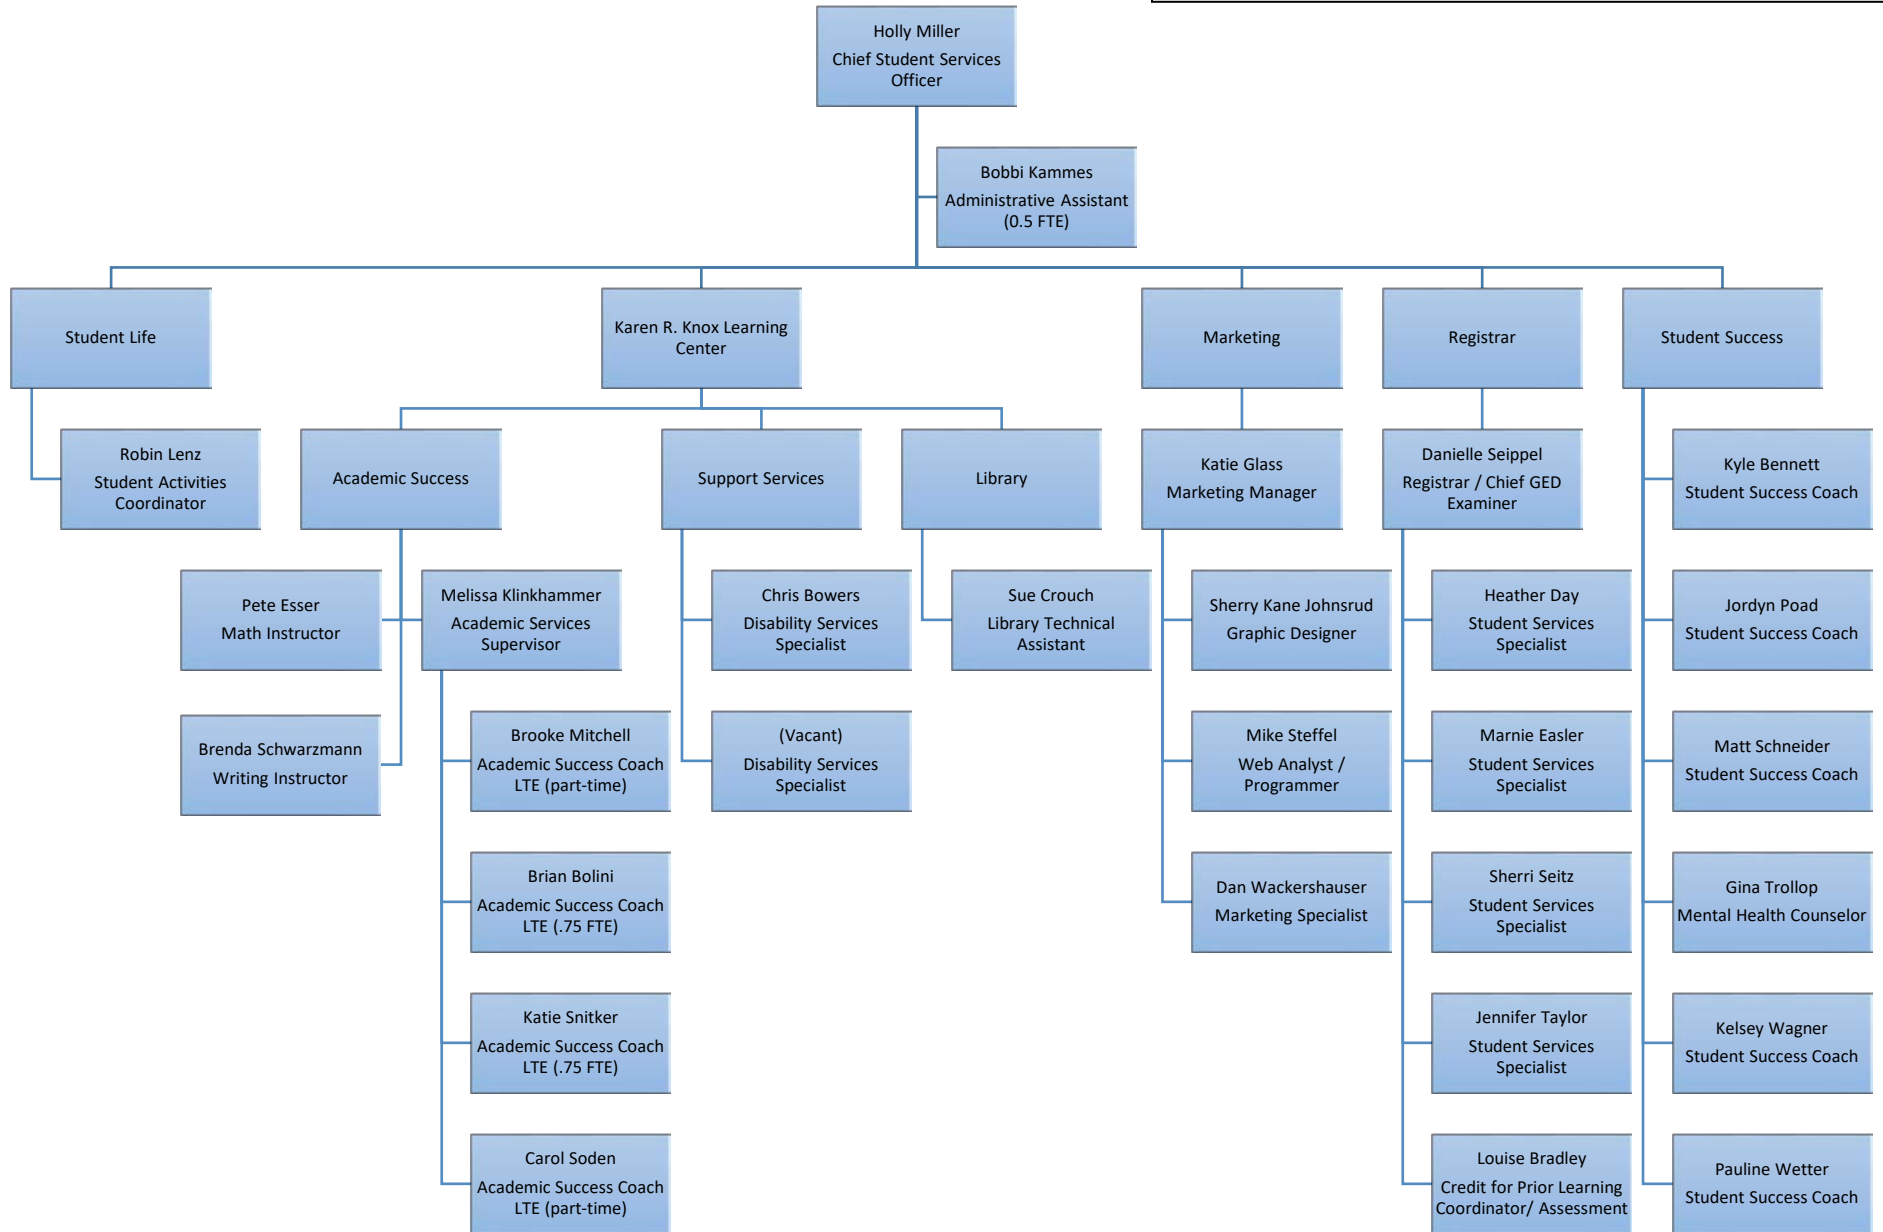 Holly Miller
Chief Student Services
Officer
Bobbi Kammes
Administrative Assistant
(0.5 FTE)
Student Life
Karen R. Knox Learning
Center
Marketing
Registrar
Student Success
Robin Lenz
Student Activities
Coordinator
Academic Success
Support Services
Library
Katie Glass
Marketing Manager
Danielle Seippel
Registrar / Chief GED
Examiner
Kyle Bennett
Student Success Coach
Pete Esser
Math Instructor
Melissa Klinkhammer
Academic Services
Supervisor
Chris Bowers
Disability Services
Specialist
Sue Crouch
Library Technical
Assistant
Sherry Kane Johnsrud
Graphic Designer
Heather Day
Student Services
Specialist
Jordyn Poad
Student Success Coach
Brenda Schwarzmann
Writing Instructor
Brooke Mitchell
Academic Success Coach
LTE (part-time)
(Vacant)
Disability Services
Specialist
Mike Steffel
Web Analyst /
Programmer
Marnie Easler
Student Services
Specialist
Matt Schneider
Student Success Coach
Brian Bolini
Academic Success Coach
LTE (.75 FTE)
Dan Wackershauser
Marketing Specialist
Sherri Seitz
Student Services
Specialist
Gina Trollop
Mental Health Counselor
Katie Snitker
Academic Success Coach
LTE (.75 FTE)
Jennifer Taylor
Student Services
Specialist
Kelsey Wagner
Student Success Coach
Carol Soden
Academic Success Coach
LTE (part-time)
Louise Bradley
Credit for Prior Learning
Coordinator/ Assessment
Pauline Wetter
Student Success Coach